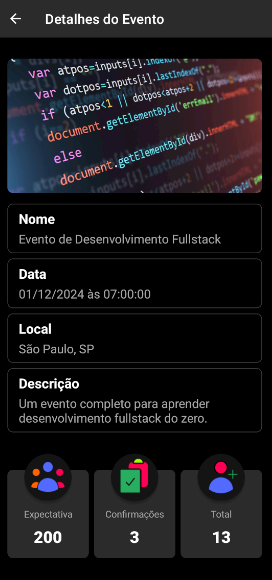 Detalhes do Evento
var atpos=inputs[i].indexOf(
var dotpos=inputs[i].lastIndexOf(".
if (atpos<1 || dotpos<atpos+2 ||
document.getElementById('errEmail').innerHTML
else
document.getElementById(div).innerHTML
Nome
Evento de Desenvolvimento Fullstack
Data
01/12/2024 às 07:00:00
Local
São Paulo, SP
Descrição
Um evento completo para aprender
desenvolvimento fullstack do zero.
Expectativa Confirmações Total
200 3 13